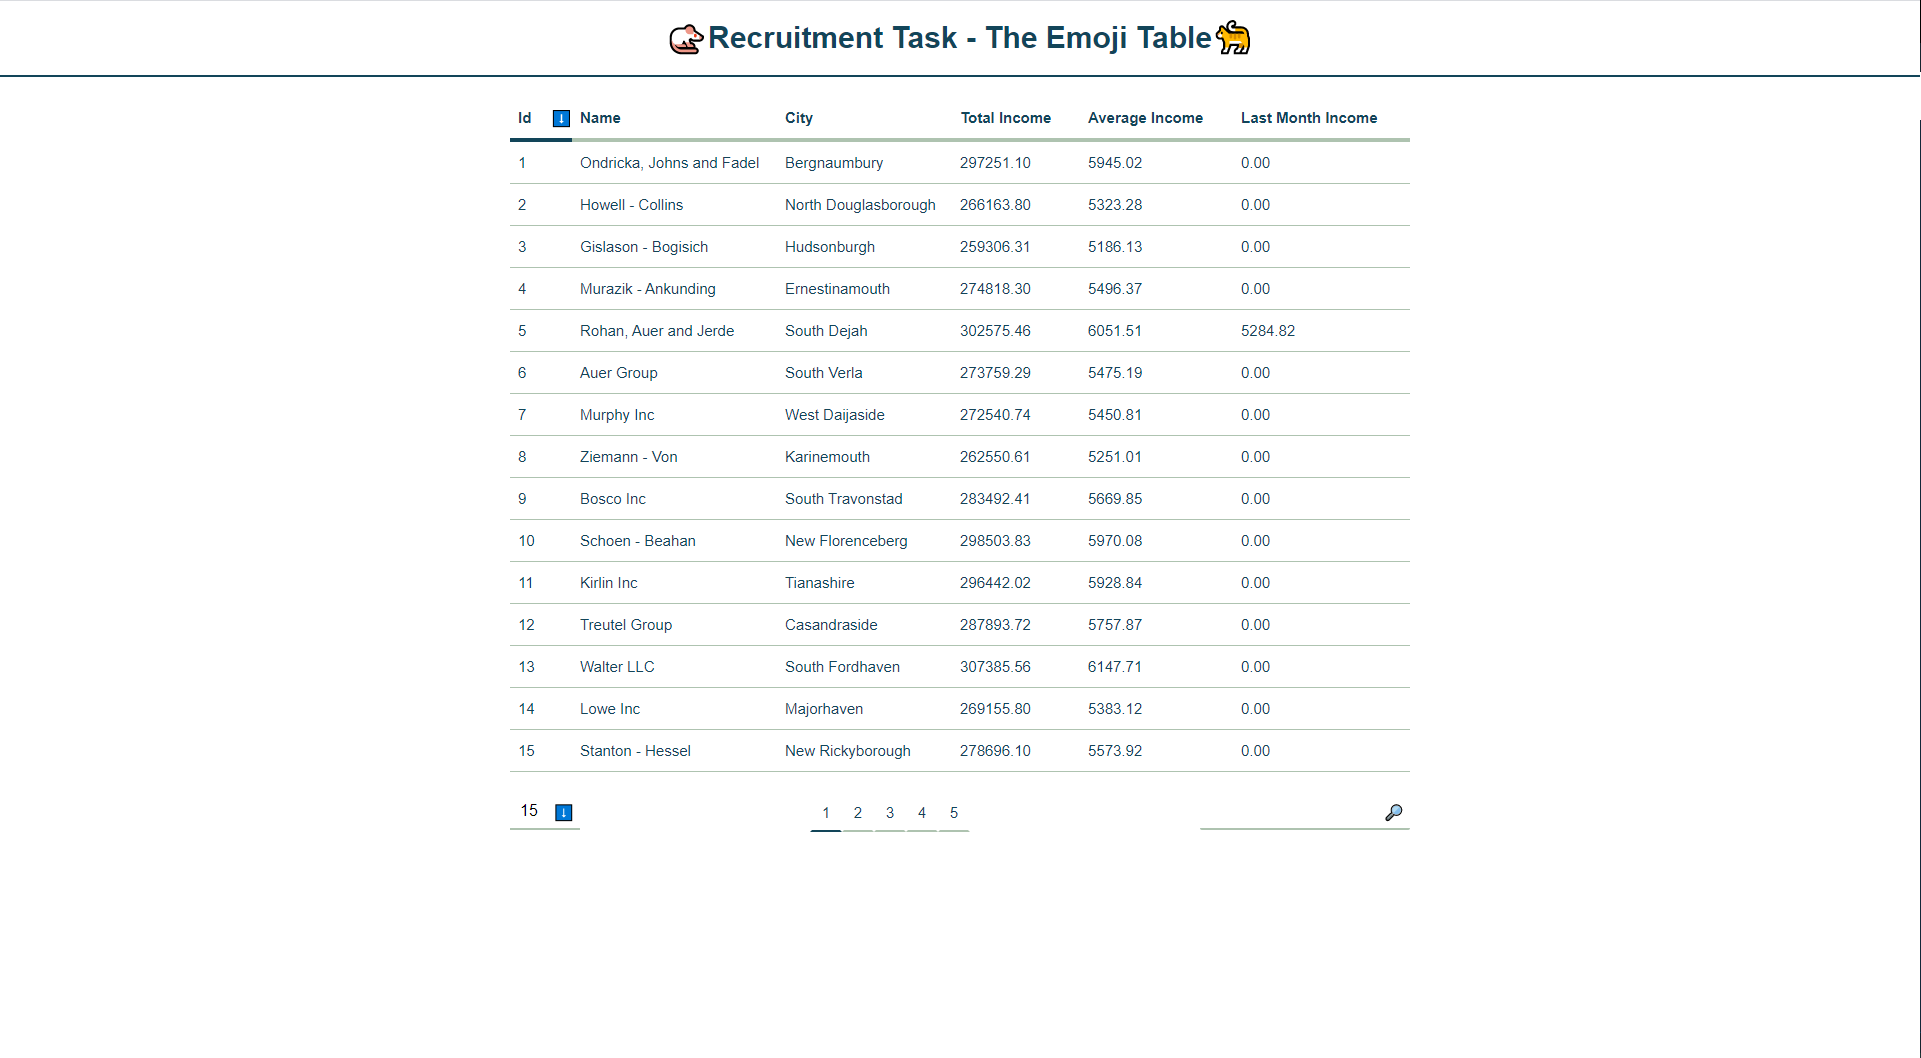 🐁Recruitment Task - The Emoji Table🐈
Id ⬇ Name City Total Income Average Income Last Month Income
1 Ondricka, Johns and Fadel Bergnaumbury 297251.10 5945.02 0.00
2 Howell - Collins North Douglasborough 266163.80 5323.28 0.00
3 Gislason - Bogisich Hudsonburgh 259306.31 5186.13 0.00
4 Murazik - Ankunding Ernestinamouth 274818.30 5496.37 0.00
5 Rohan, Auer and Jerde South Dejah 302575.46 6051.51 5284.82
6 Auer Group South Verla 273759.29 5475.19 0.00
7 Murphy Inc West Daijaside 272540.74 5450.81 0.00
8 Ziemann - Von Karinemouth 262550.61 5251.01 0.00
9 Bosco Inc South Travonstad 283492.41 5669.85 0.00
10 Schoen - Beahan New Florenceberg 298503.83 5970.08 0.00
11 Kirlin Inc Tianashire 296442.02 5928.84 0.00
12 Treutel Group Casandraside 287893.72 5757.87 0.00
13 Walter LLC South Fordhaven 307385.56 6147.71 0.00
14 Lowe Inc Majorhaven 269155.80 5383.12 0.00
15 Stanton - Hessel New Rickyborough 278696.10 5573.92 0.00
15 ⬇ 1 2 3 4 5 🔎